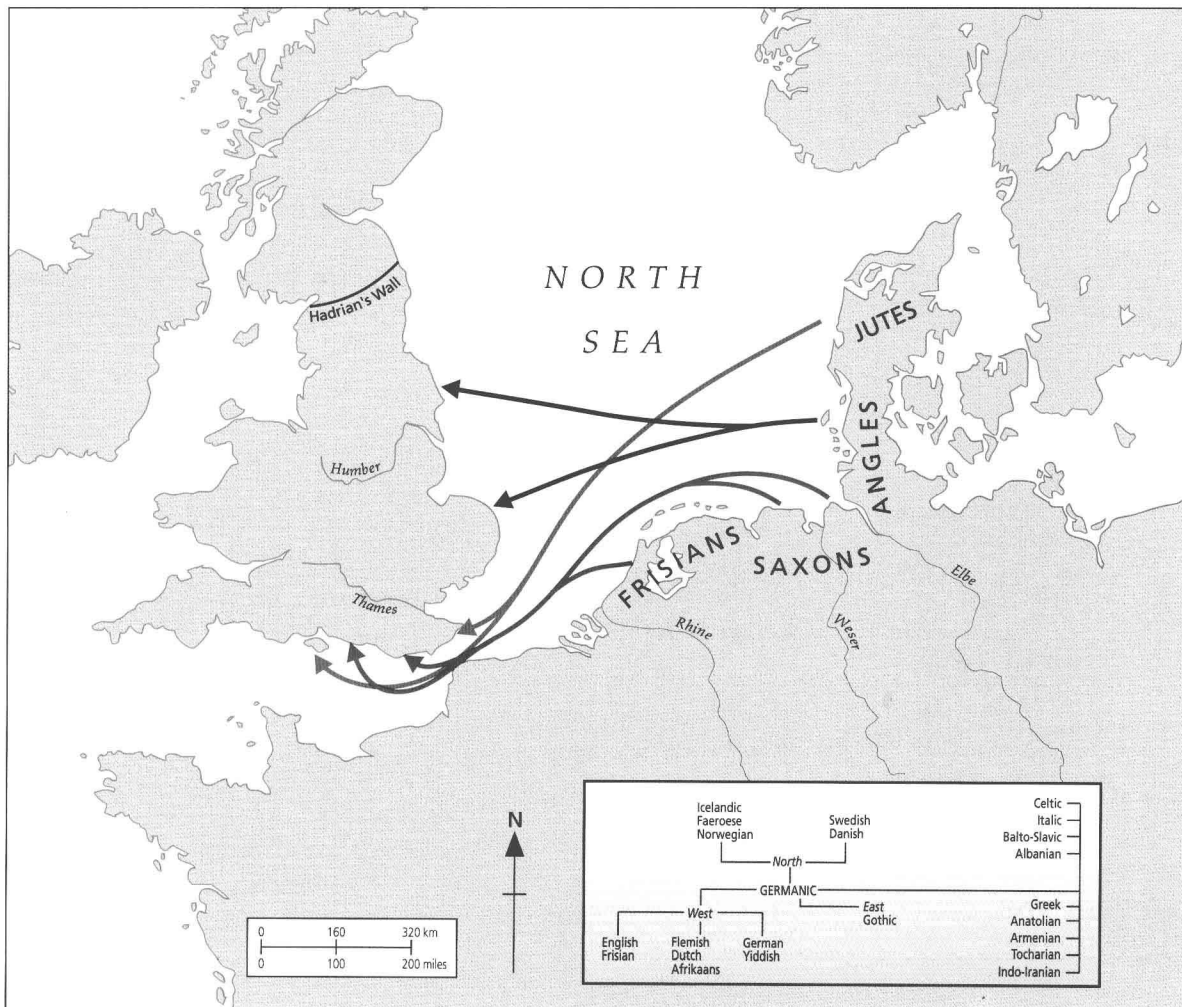 NORTH
SEA
Hadrian's Wall
JUTES
ANGLES
Humber
FRISIANS
SAXONS
Elbe
Thames
Rhine
Weser
N
0 160 320 km
0 100 200 miles
Icelandic
Faeroese
Norwegian
Swedish
Danish
North
GERMANIC
West
East
Gothic
English
Frisian
Flemish
Dutch
Afrikaans
German
Yiddish
Celtic
Italic
Balto-Slavic
Albanian
Greek
Anatolian
Armenian
Tocharian
Indo-Iranian